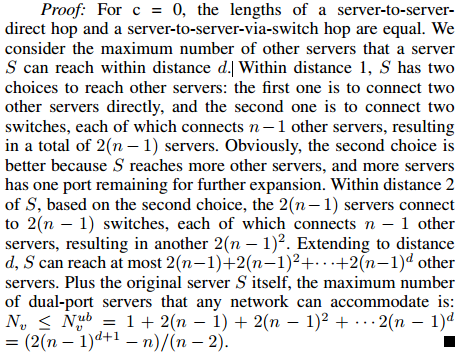 Proof: For c = 0, the lengths of a server-to-server-
direct hop and a server-to-server-via-switch hop are equal. We
consider the maximum number of other servers that a server
S can reach within distance d. Within distance 1, S has two
choices to reach other servers: the first one is to connect two
other servers directly, and the second one is to connect two
switches, each of which connects n−1 other servers, resulting
in a total of 2(n − 1) servers. Obviously, the second choice is
better because S reaches more other servers, and more servers
has one port remaining for further expansion. Within distance 2
of S, based on the second choice, the 2(n−1) servers connect
to 2(n − 1) switches, each of which connects n − 1 other
servers, resulting in another 2(n − 1)². Extending to distance
d, S can reach at most 2(n−1)+2(n−1)²+···+2(n−1)ᵈ other
servers. Plus the original server S itself, the maximum number
of dual-port servers that any network can accommodate is:
Nᵥ ≤ Nᵥᵘᵇ = 1 + 2(n − 1) + 2(n − 1)² + ··· 2(n − 1)ᵈ
= (2(n − 1)ᵈ⁺¹ − n)/(n − 2). ■